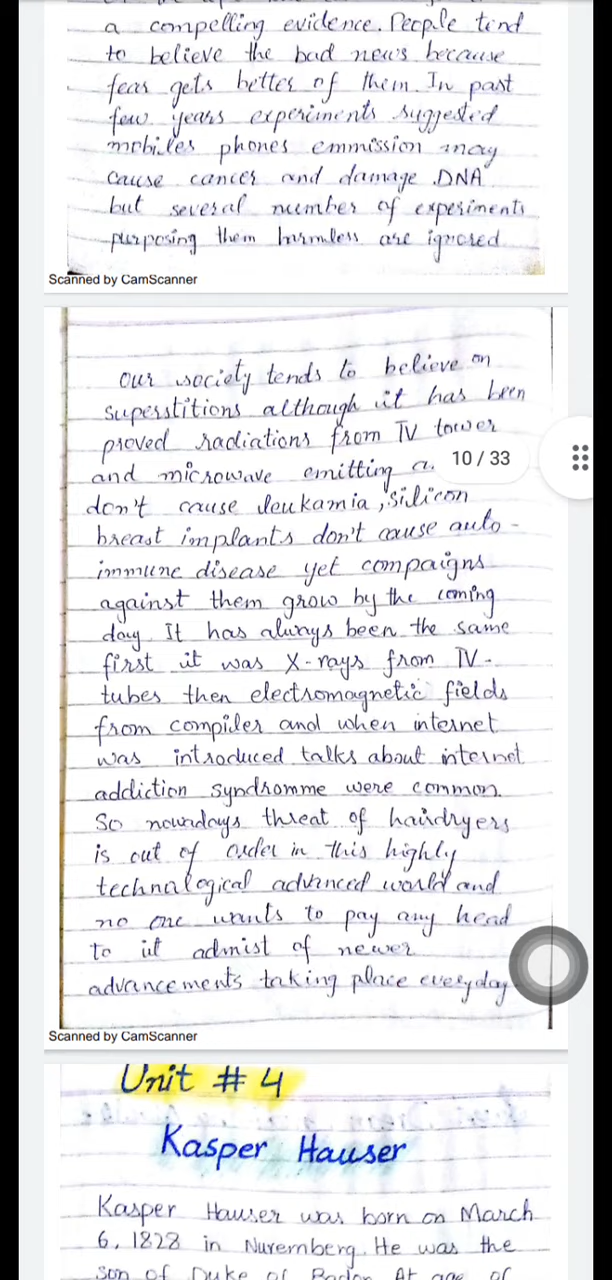 a compelling evidence. People tend
to believe the bad news because
fear gets better of them. In past
few years experiments suggested
mobiles phones emmission may
cause cancer and damage DNA
but several number of experiments
purposing them harmless are ignored
Scanned by CamScanner
our society tends to believe on
superstitions although it has been
proved radiations from TV tower
10 / 33
and microwave emitting a
don't cause leukamia, silicon
breast implants don't cause auto-
immune disease yet compaigns
against them grow by the coming
day. It has always been the same
first it was X-rays from TV-
tubes then electromagnetic fields
from compiler and when internet
was introduced talks about internet
addiction syndromme were common.
So nowadays threat of hairdryers
is out of order in this highly
technological advanced world and
no one wants to pay any head
to it admist of newer
advancements taking place everyday
Scanned by CamScanner
Unit # 4
Kasper Hauser
Kasper Hauser was born on March
6, 1828 in Nuremberg. He was the
son of Duke of At age of